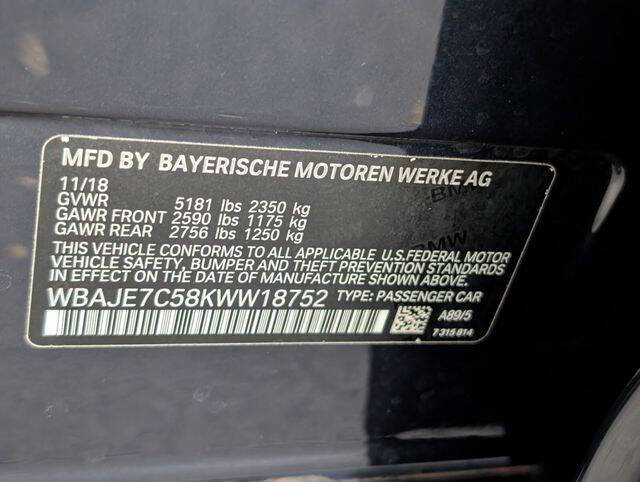 MFD BY BAYERISCHE MOTOREN WERKE AG
11/18
GVWR 5181 lbs 2350 kg
GAWR FRONT 2590 lbs 1175 kg
GAWR REAR 2756 lbs 1250 kg
THIS VEHICLE CONFORMS TO ALL APPLICABLE U.S.FEDERAL MOTOR
VEHICLE SAFETY, BUMPER AND THEFT PREVENTION STANDARDS
IN EFFECT ON THE DATE OF MANUFACTURE SHOWN ABOVE.
WBAJE7C58KWW18752 TYPE: PASSENGER CAR
A89/5
7 315 814
BMW
BMW